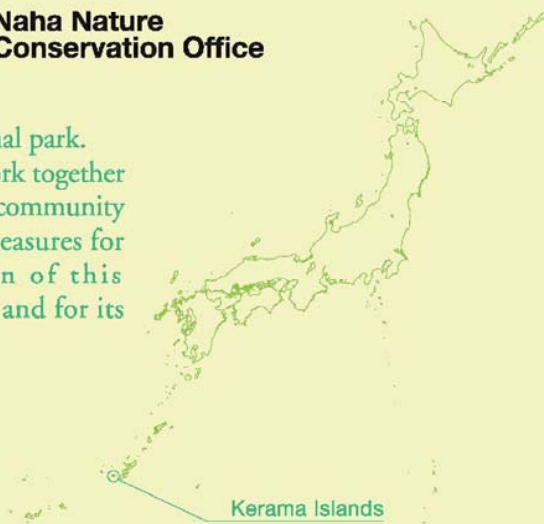 Naha Nature
Conservation Office
al park.
rk together
community
easures for
n of this
and for its
Kerama Islands